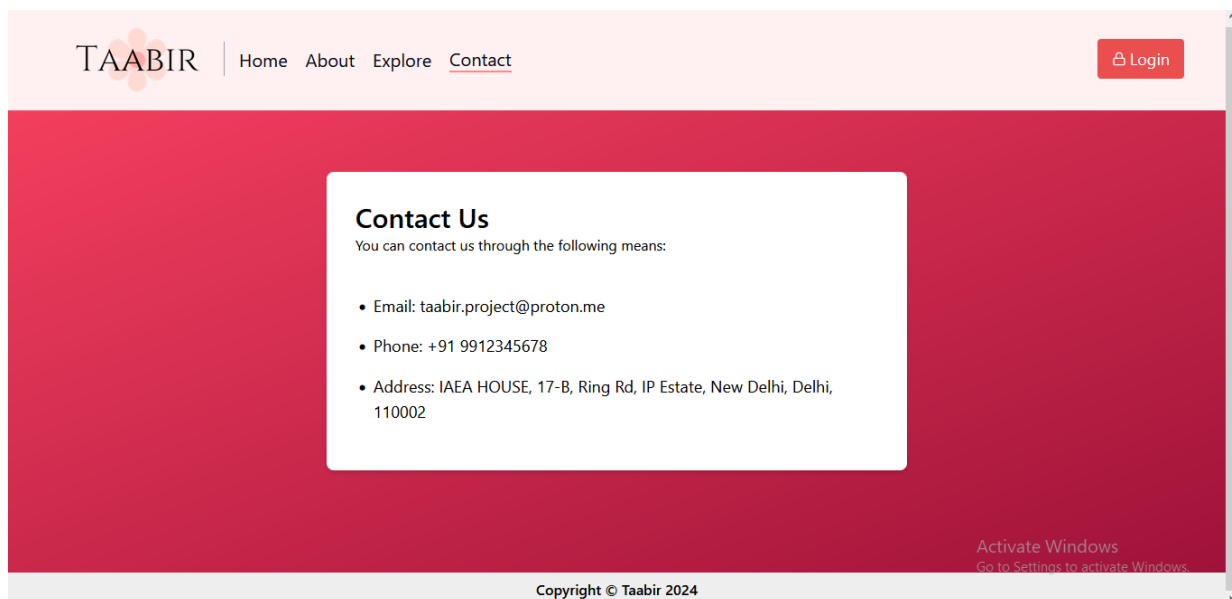 TAABIR
Home About Explore Contact
Login
Contact Us
You can contact us through the following means:
Email: taabir.project@proton.me
Phone: +91 9912345678
Address: IAEA HOUSE, 17-B, Ring Rd, IP Estate, New Delhi, Delhi,
110002
Activate Windows
Go to Settings to activate Windows.
Copyright © Taabir 2024